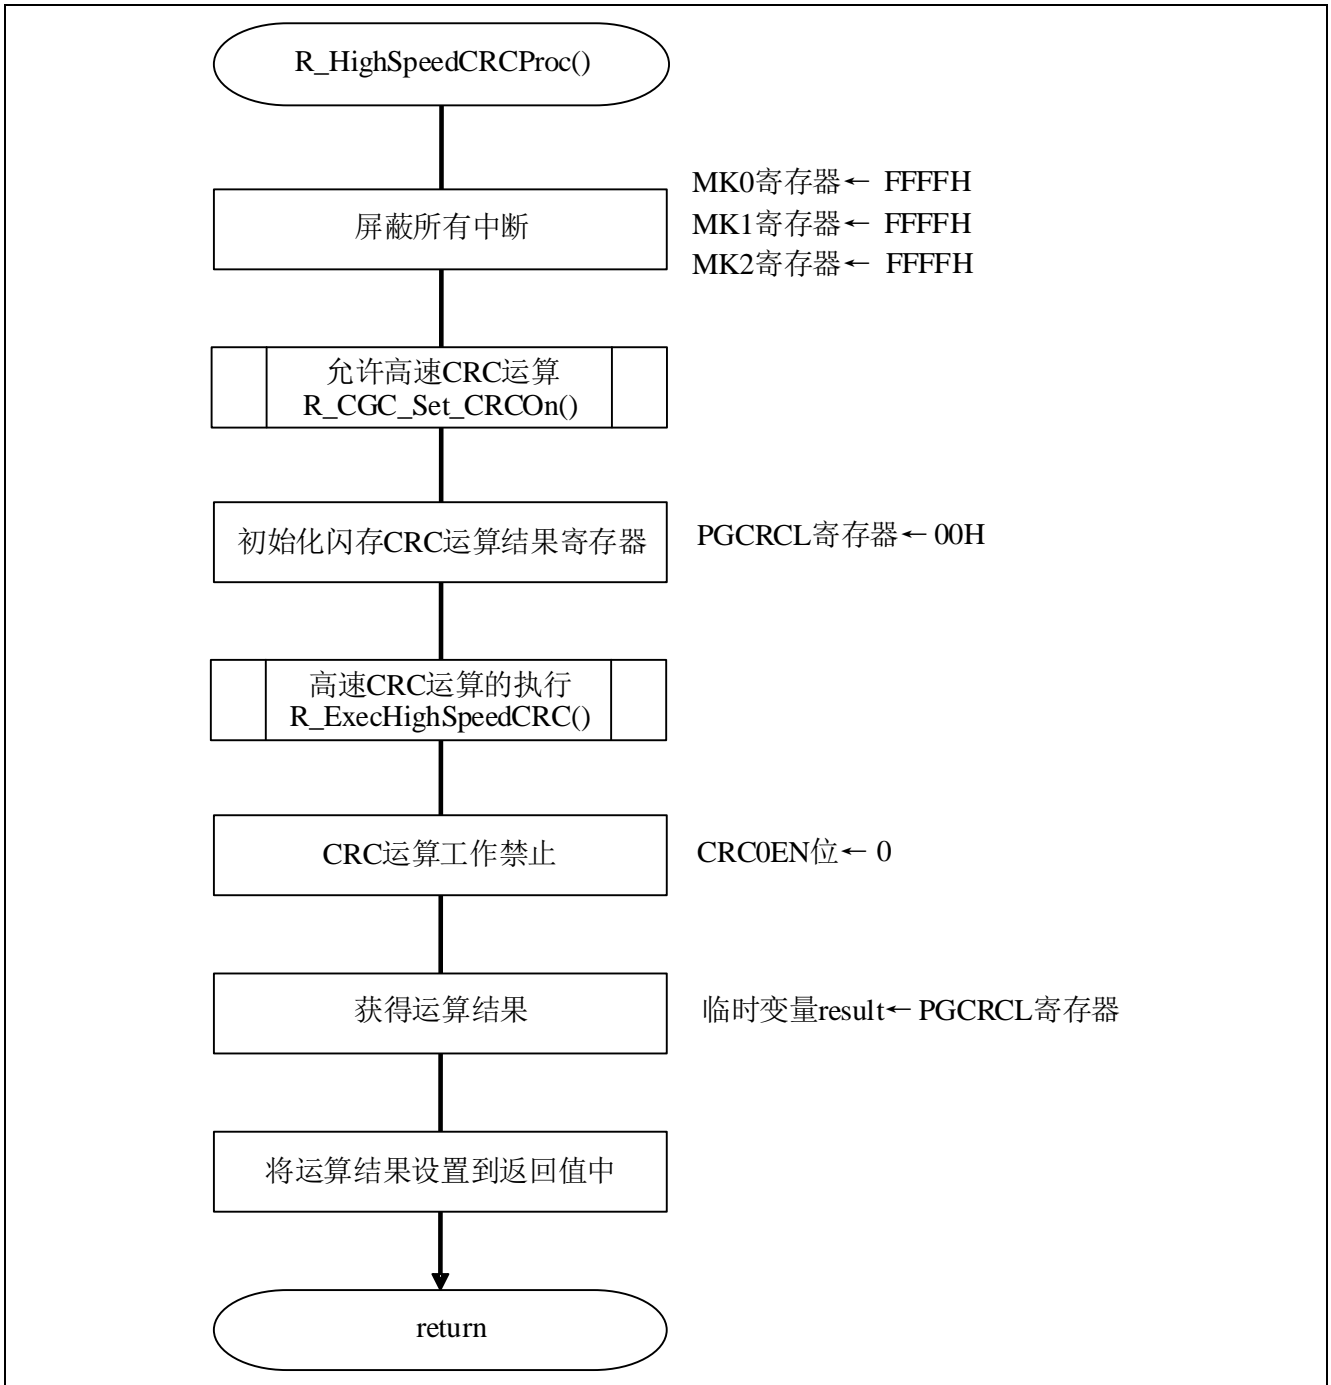 R_HighSpeedCRCProc()
屏蔽所有中断
MK0寄存器← FFFFH
MK1寄存器← FFFFH
MK2寄存器← FFFFH
允许高速CRC运算
R_CGC_Set_CRCOn()
初始化闪存CRC运算结果寄存器
PGCRCL寄存器←00H
高速CRC运算的执行
R_ExecHighSpeedCRC()
CRC运算工作禁止
CRC0EN位← 0
获得运算结果
临时变量result←PGCRCL寄存器
将运算结果设置到返回值中
return